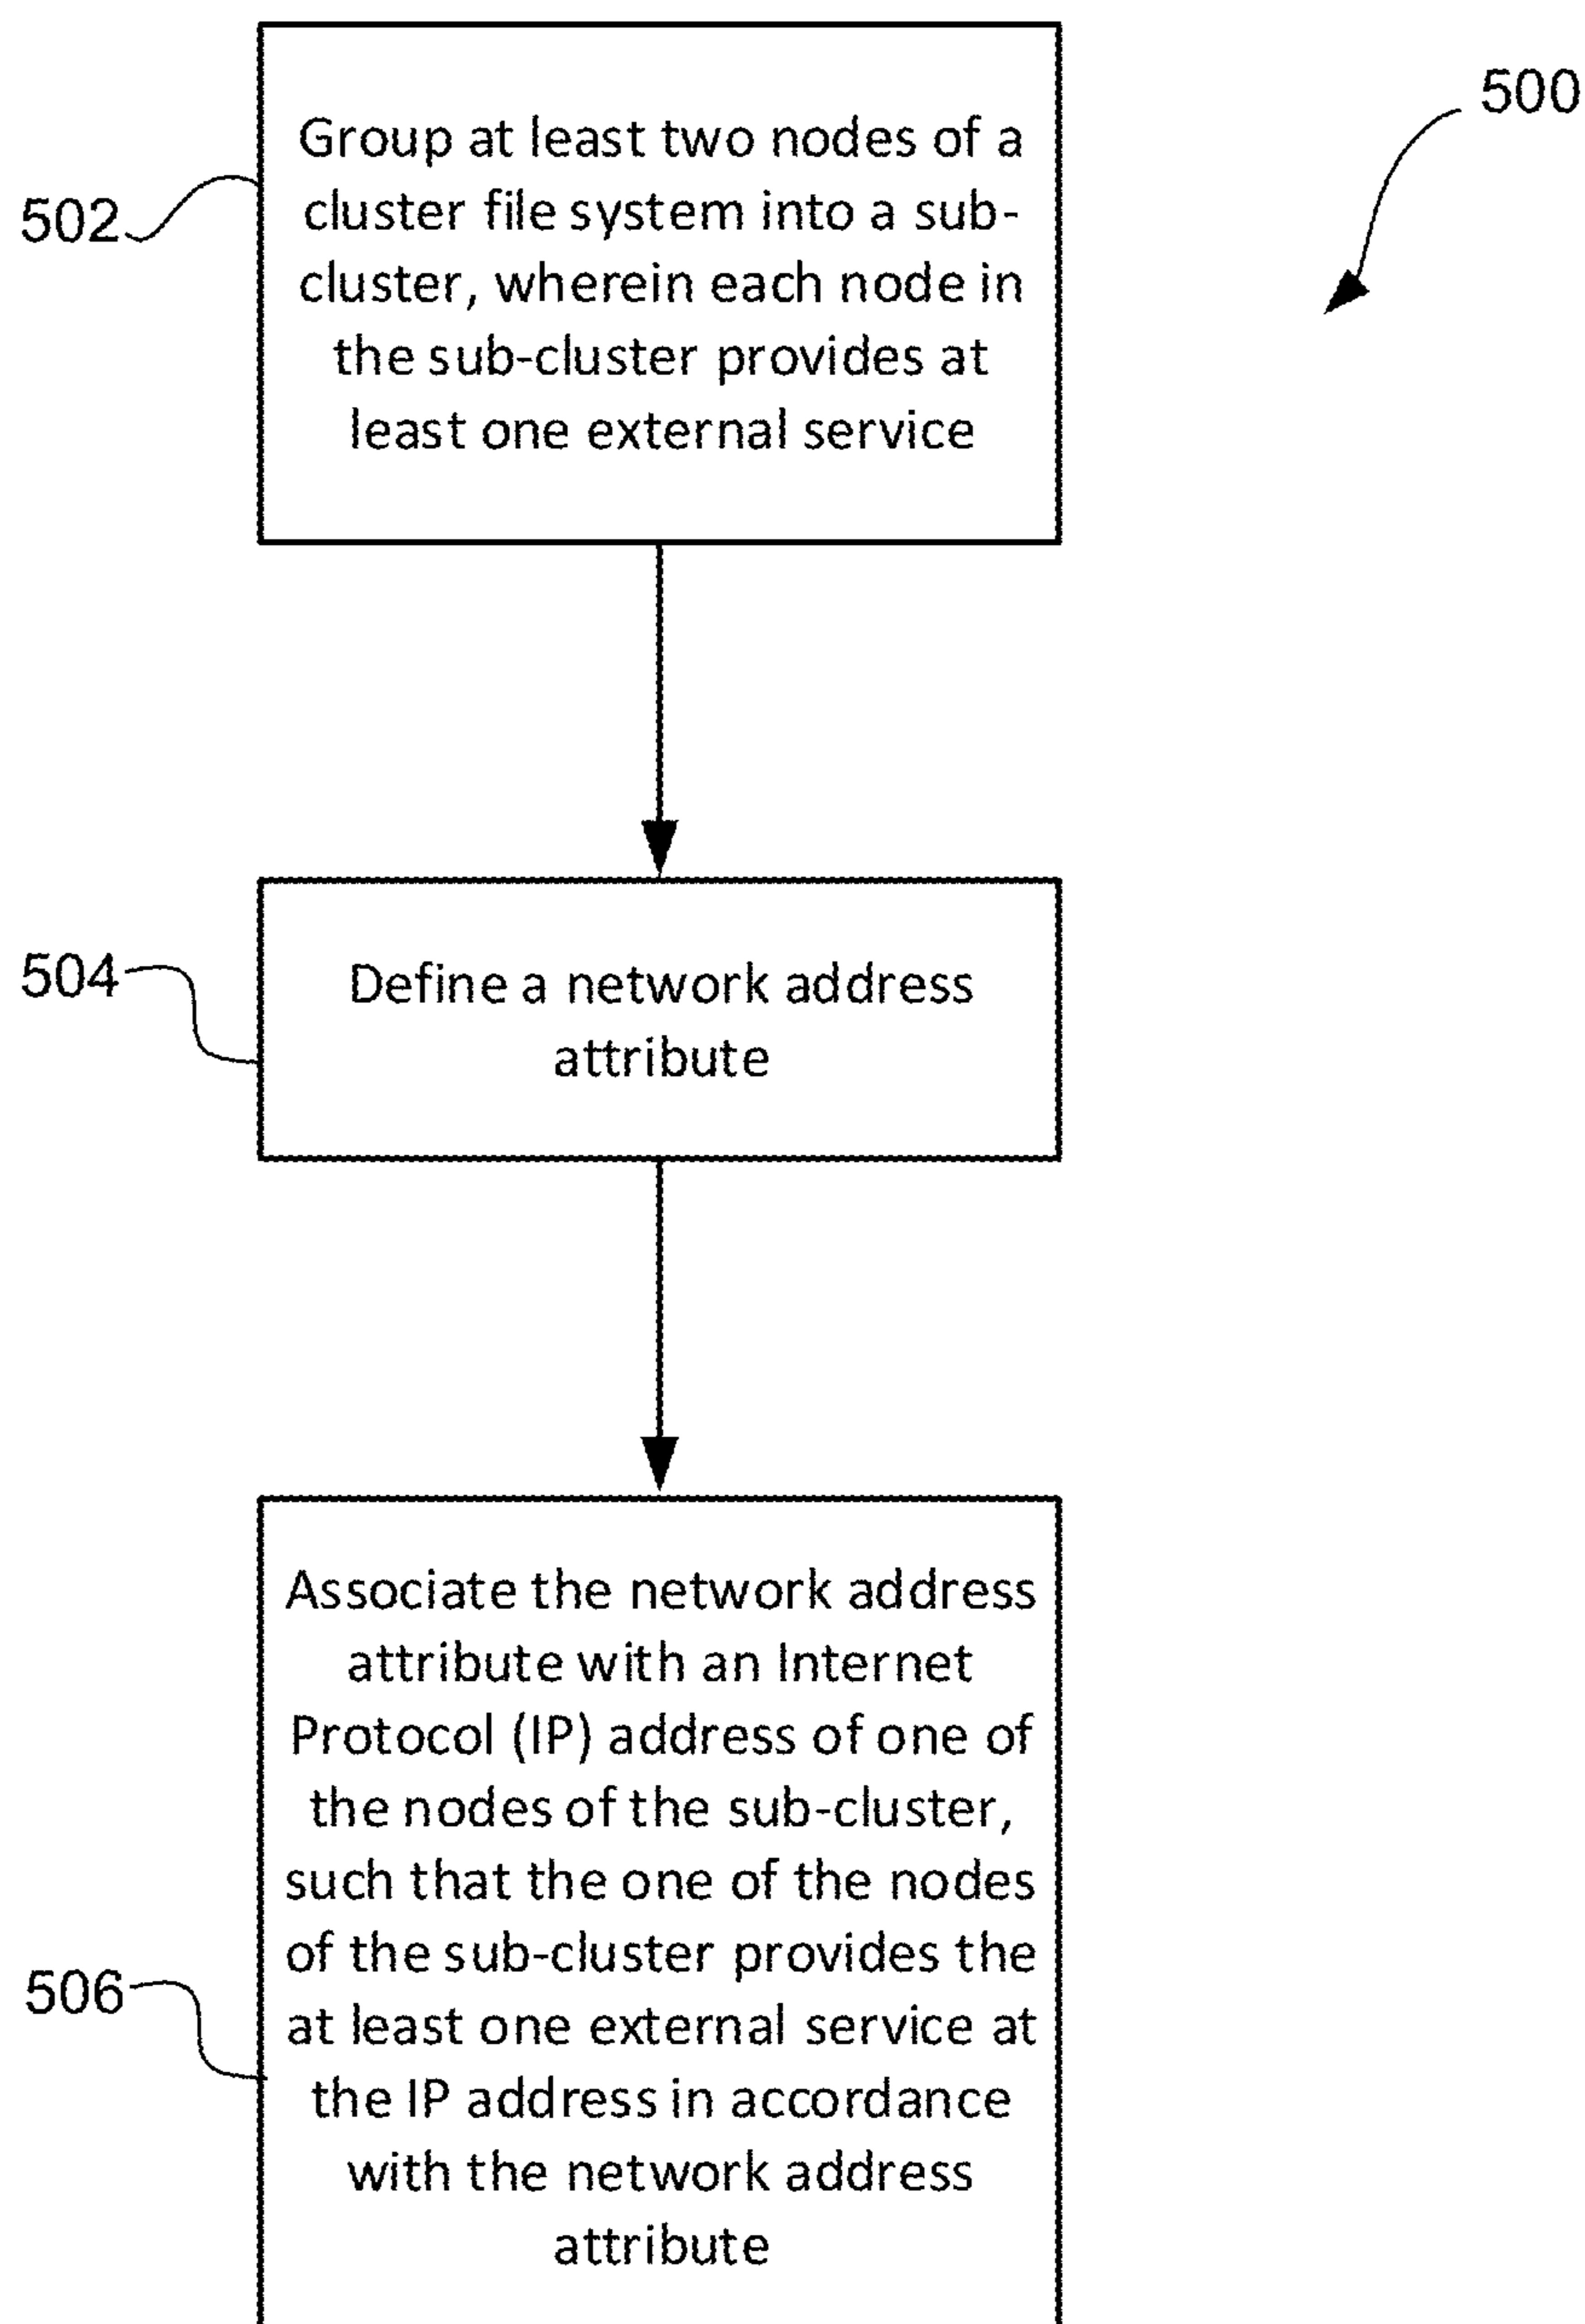 500
502
Group at least two nodes of a
cluster file system into a sub-
cluster, wherein each node in
the sub-cluster provides at
least one external service
504
Define a network address
attribute
506
Associate the network address
attribute with an Internet
Protocol (IP) address of one of
the nodes of the sub-cluster,
such that the one of the nodes
of the sub-cluster provides the
at least one external service at
the IP address in accordance
with the network address
attribute